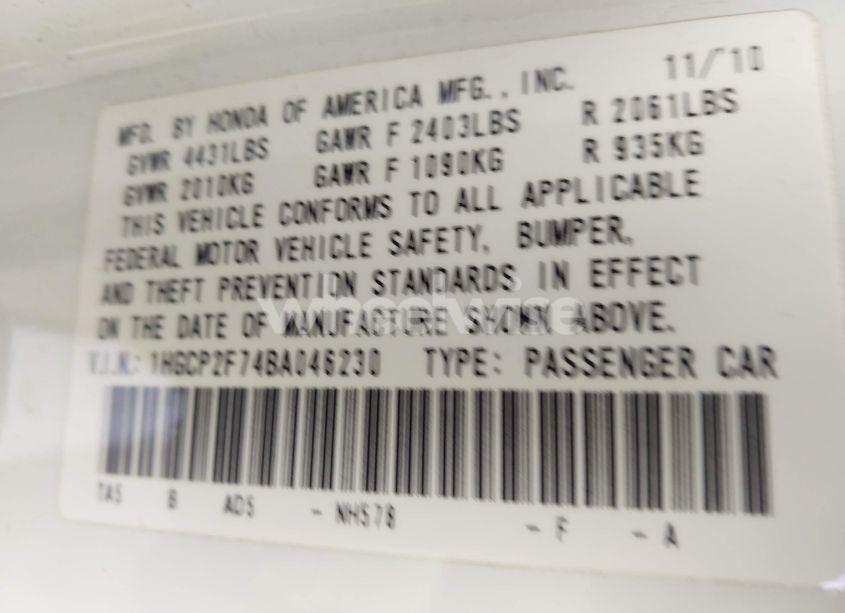 MFD. BY HONDA OF AMERICA MFG., INC. 11/10
GVWR 4431LBS GAWR F 2403LBS R 2061LBS
GVWR 2010KG GAWR F 1090KG R 935KG
THIS VEHICLE CONFORMS TO ALL APPLICABLE
FEDERAL MOTOR VEHICLE SAFETY, BUMPER,
AND THEFT PREVENTION STANDARDS IN EFFECT
ON THE DATE OF MANUFACTURE SHOWN ABOVE.
V.I.N.: 1HGCP2F74BA046230 TYPE: PASSENGER CAR
TA5 B AD5 - NH578 - F - A
wheelwise